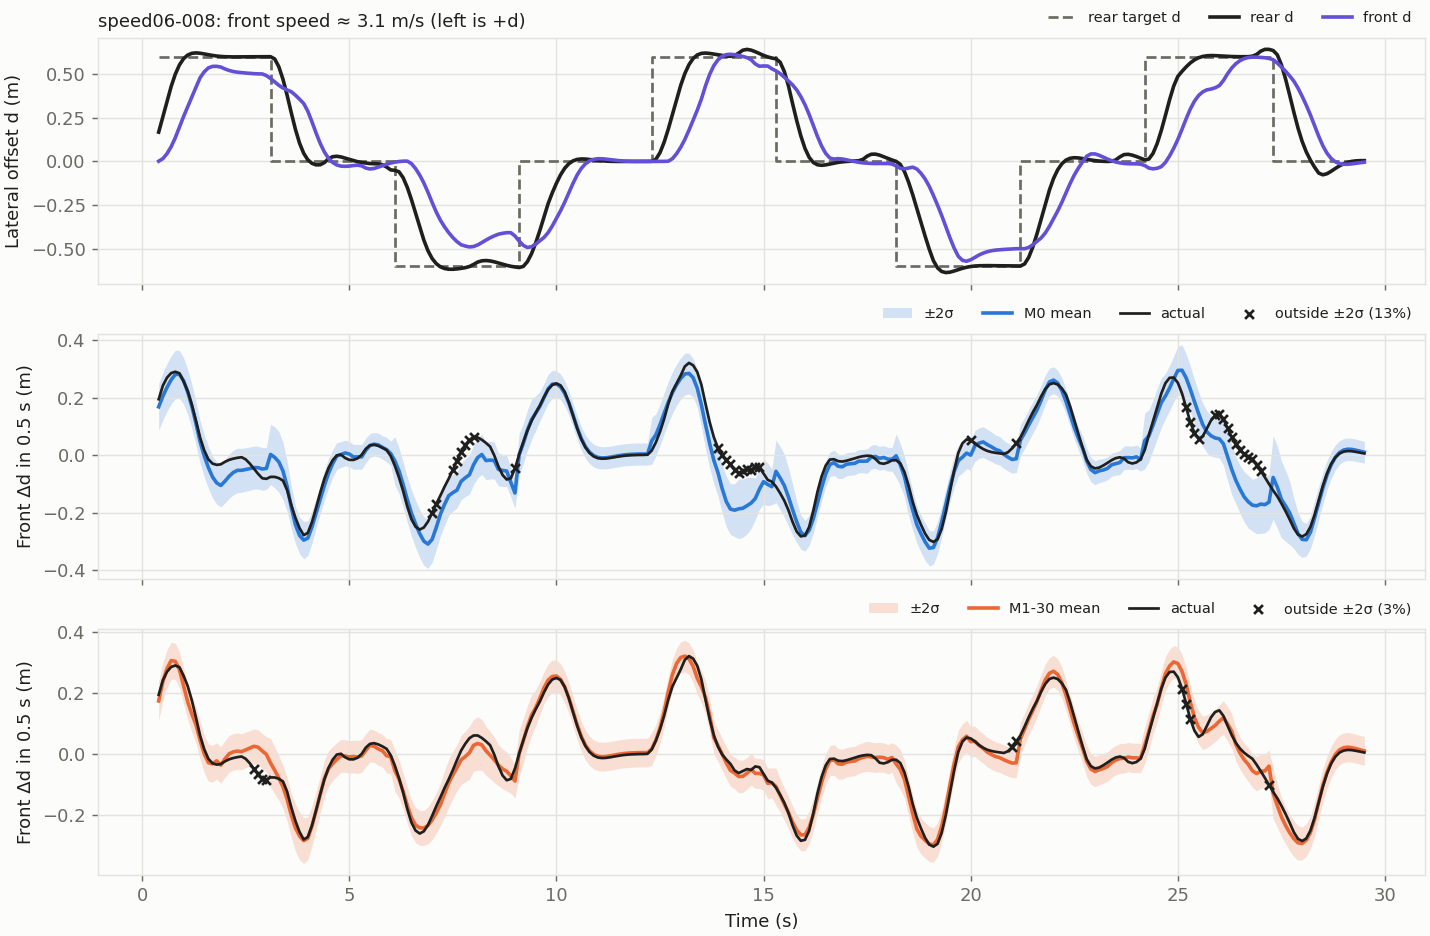 speed06-008: front speed ≈ 3.1 m/s (left is +d)
rear target d rear d front d
Lateral offset d (m)
0.50
0.25
0.00
−0.25
−0.50
±2σ M0 mean actual outside ±2σ (13%)
Front Δd in 0.5 s (m)
0.4
0.2
0.0
−0.2
−0.4
±2σ M1-30 mean actual outside ±2σ (3%)
Front Δd in 0.5 s (m)
0.4
0.2
0.0
−0.2
0 5 10 15 20 25 30
Time (s)